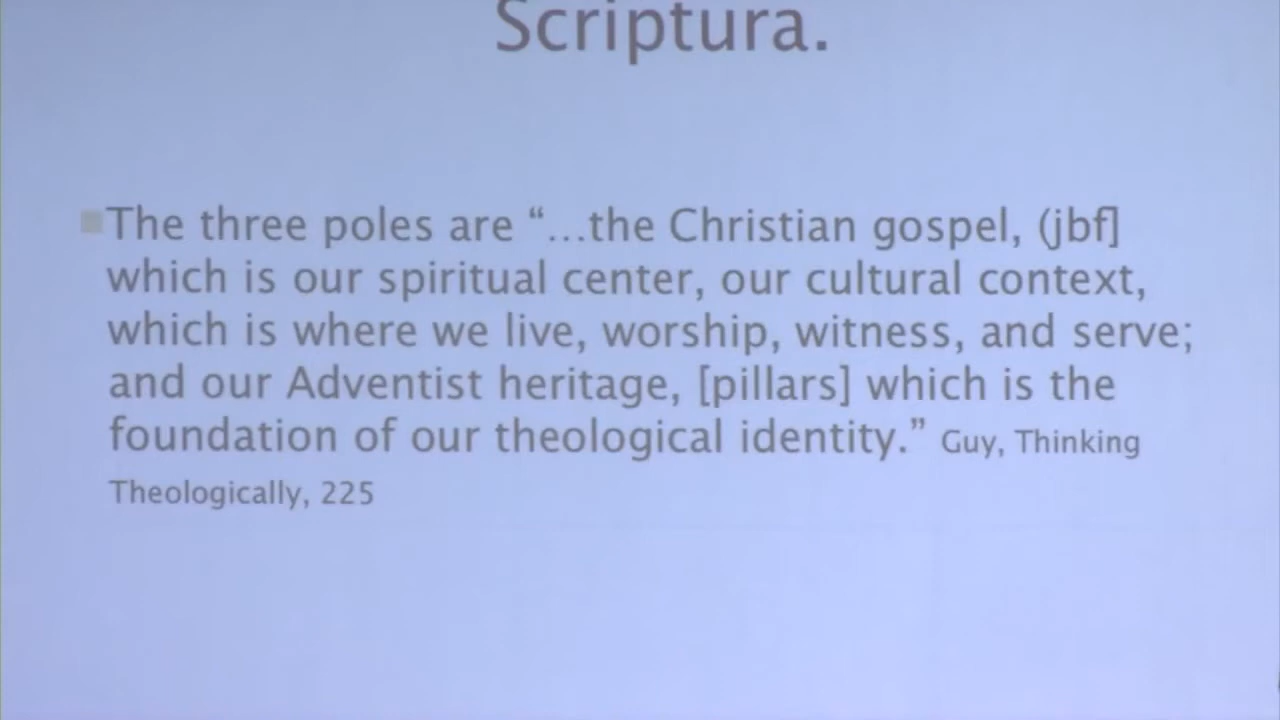 Scriptura.
The three poles are “...the Christian gospel, (jbf]
which is our spiritual center, our cultural context,
which is where we live, worship, witness, and serve;
and our Adventist heritage, [pillars] which is the
foundation of our theological identity.” Guy, Thinking
Theologically, 225